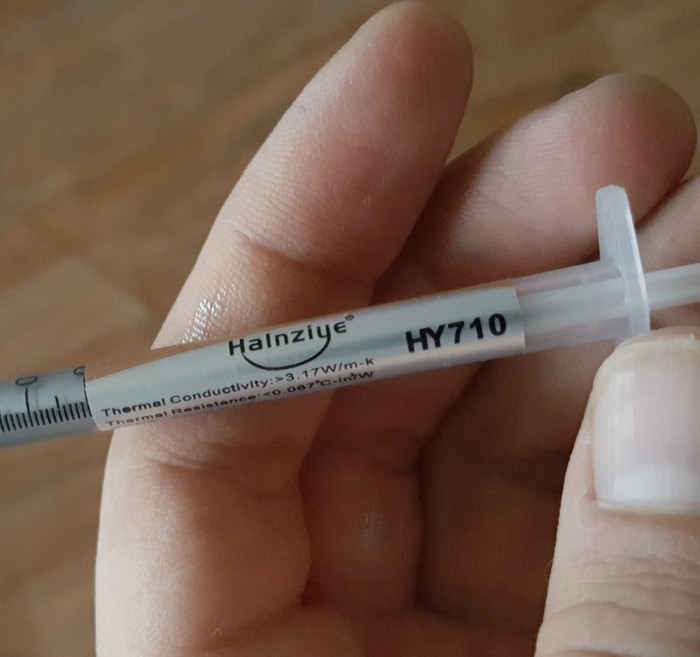 Halnziye®
HY710
Thermal Conductivity:>3.17W/m-k
Thermal Resistance:<0.067℃-in²/W